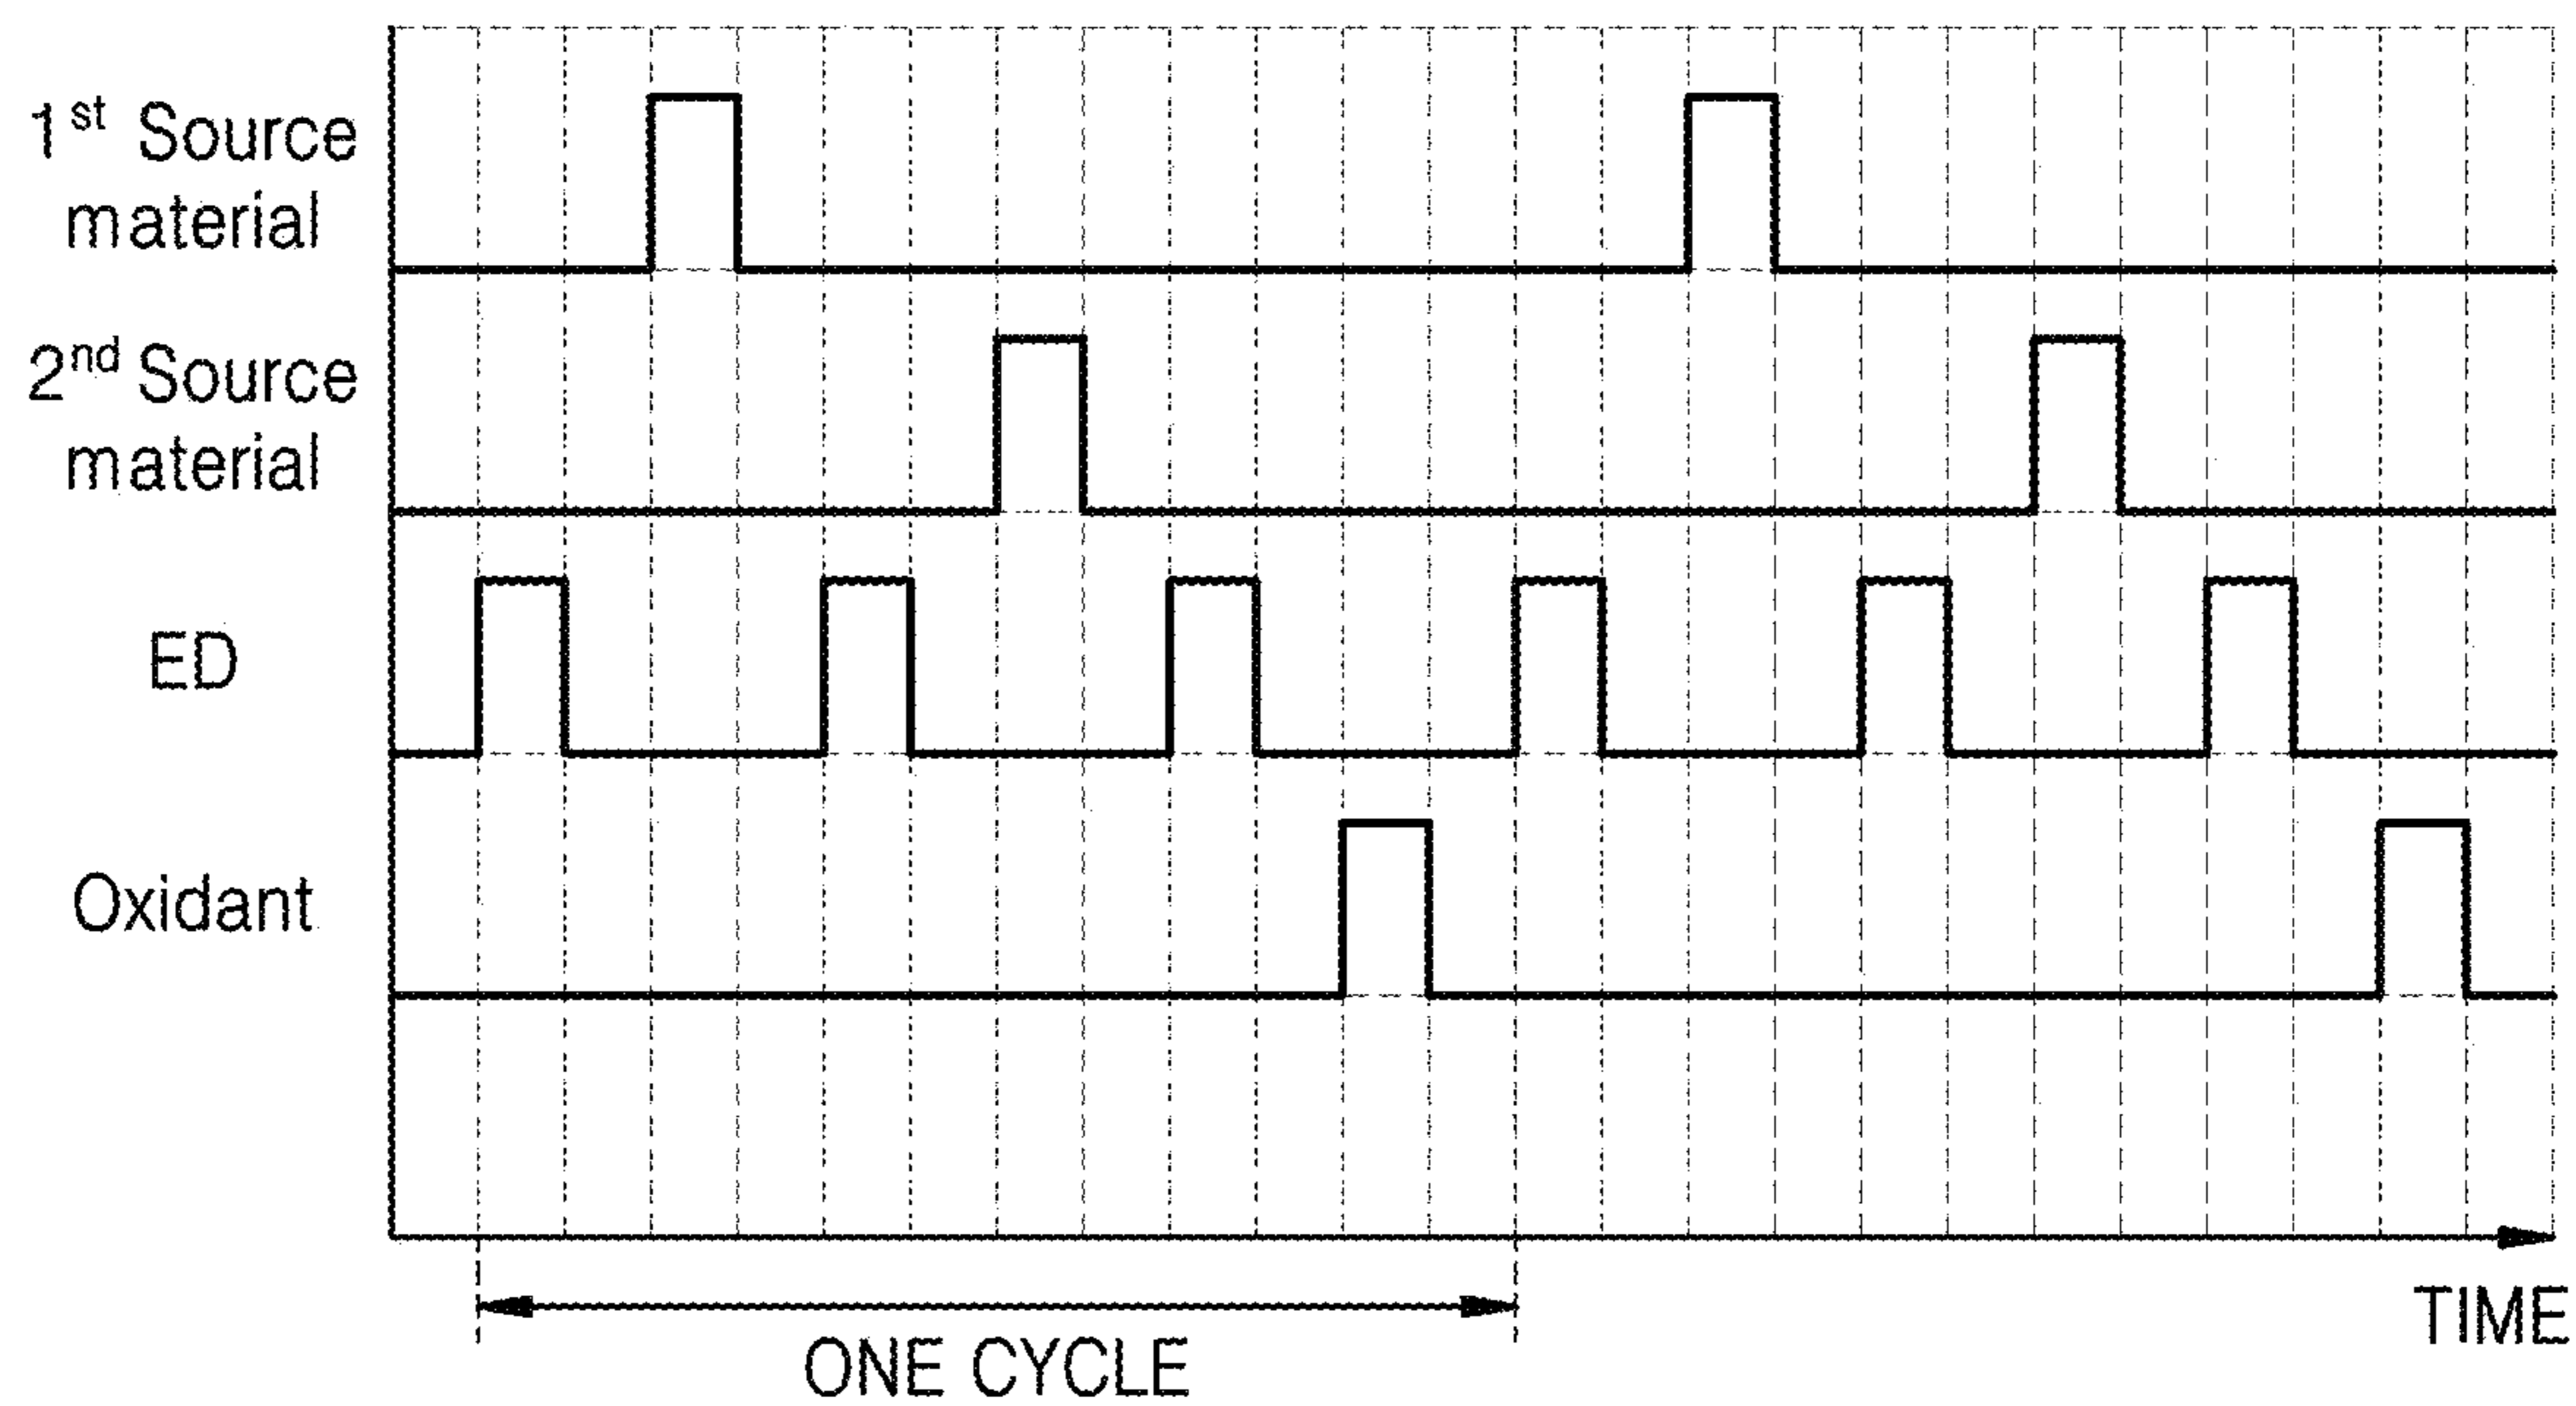 1st Source
material
2nd Source
material
ED
Oxidant
TIME
ONE CYCLE